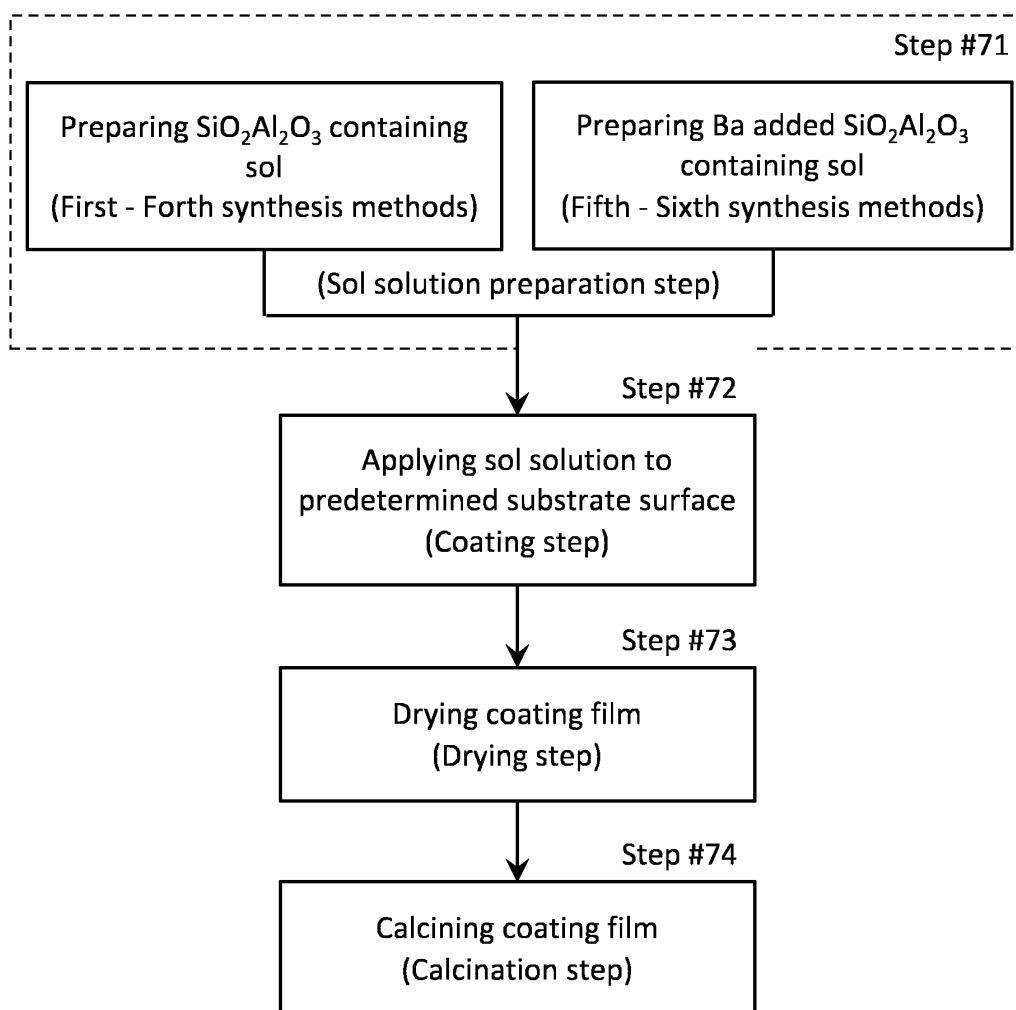 Step #71
Preparing SiO₂Al₂O₃ containing
sol
(First - Forth synthesis methods)
Preparing Ba added SiO₂Al₂O₃
containing sol
(Fifth - Sixth synthesis methods)
(Sol solution preparation step)
Step #72
Applying sol solution to
predetermined substrate surface
(Coating step)
Step #73
Drying coating film
(Drying step)
Step #74
Calcining coating film
(Calcination step)